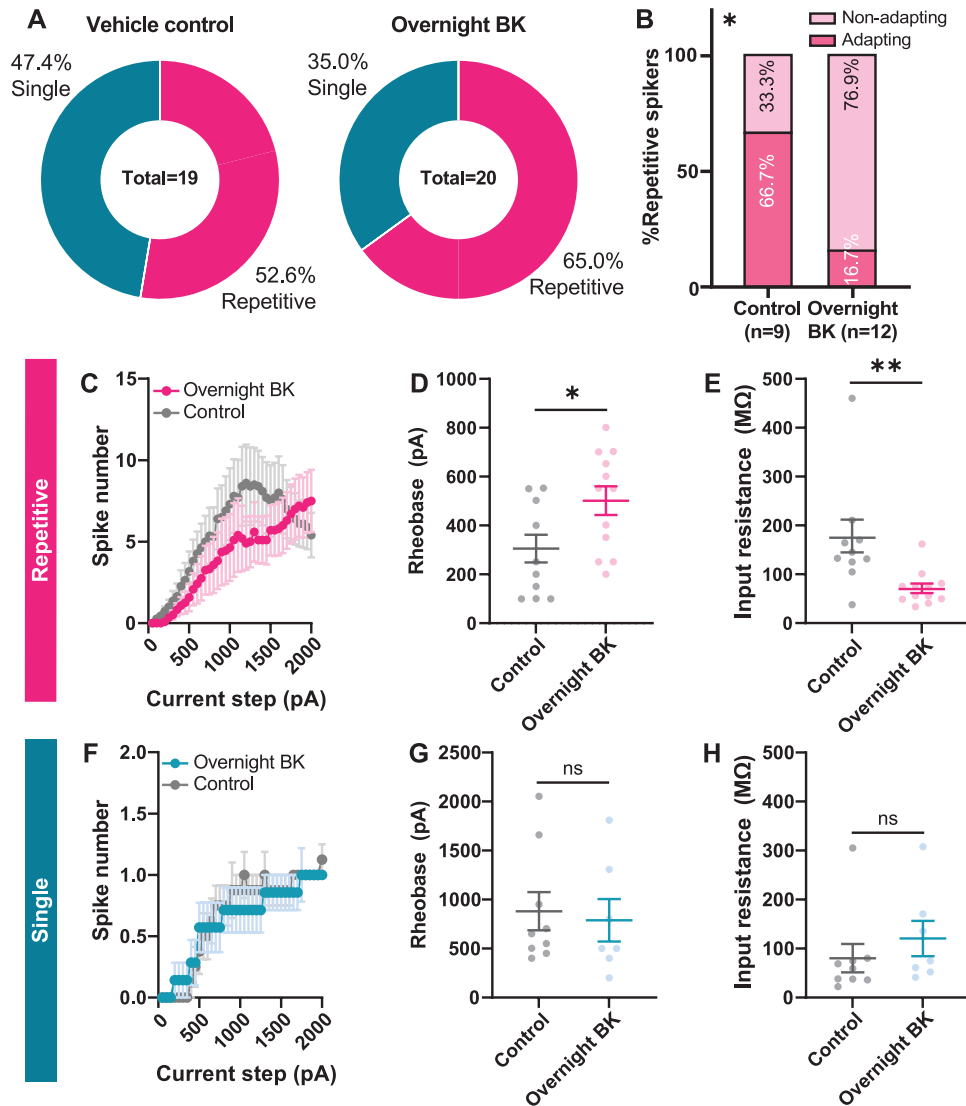 A
Vehicle control
Overnight BK
47.4%
Single
Total=19
52.6%
Repetitive
35.0%
Single
Total=20
65.0%
Repetitive
B
*
Non-adapting
Adapting
%Repetitive spikers
100
50
0
33.3%
66.7%
76.9%
16.7%
Control
(n=9)
Overnight
BK (n=12)
Repetitive
C
Overnight BK
Control
Spike number
15
10
5
0
0
500
1000
1500
2000
Current step (pA)
D
*
Rheobase (pA)
1000
800
600
400
200
0
Control
Overnight BK
E
**
Input resistance (MΩ)
500
400
300
200
100
0
Control
Overnight BK
Single
F
Overnight BK
Control
Spike number
2.0
1.5
1.0
0.5
0.0
0
500
1000
1500
2000
Current step (pA)
G
ns
Rheobase (pA)
2500
2000
1500
1000
500
0
Control
Overnight BK
H
ns
Input resistance (MΩ)
500
400
300
200
100
0
Control
Overnight BK